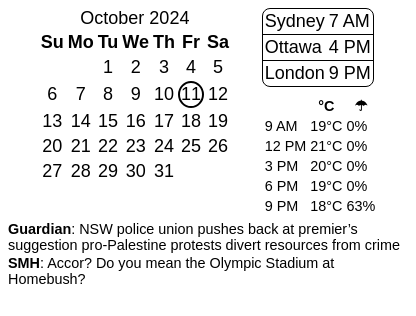 October 2024
Su Mo Tu We Th Fr Sa
1 2 3 4 5
6 7 8 9 10 11 12
13 14 15 16 17 18 19
20 21 22 23 24 25 26
27 28 29 30 31
Sydney 7 AM
Ottawa 4 PM
London 9 PM
°C ☂
9 AM 19°C 0%
12 PM 21°C 0%
3 PM 20°C 0%
6 PM 19°C 0%
9 PM 18°C 63%
Guardian: NSW police union pushes back at premier’s
suggestion pro-Palestine protests divert resources from crime
SMH: Accor? Do you mean the Olympic Stadium at
Homebush?